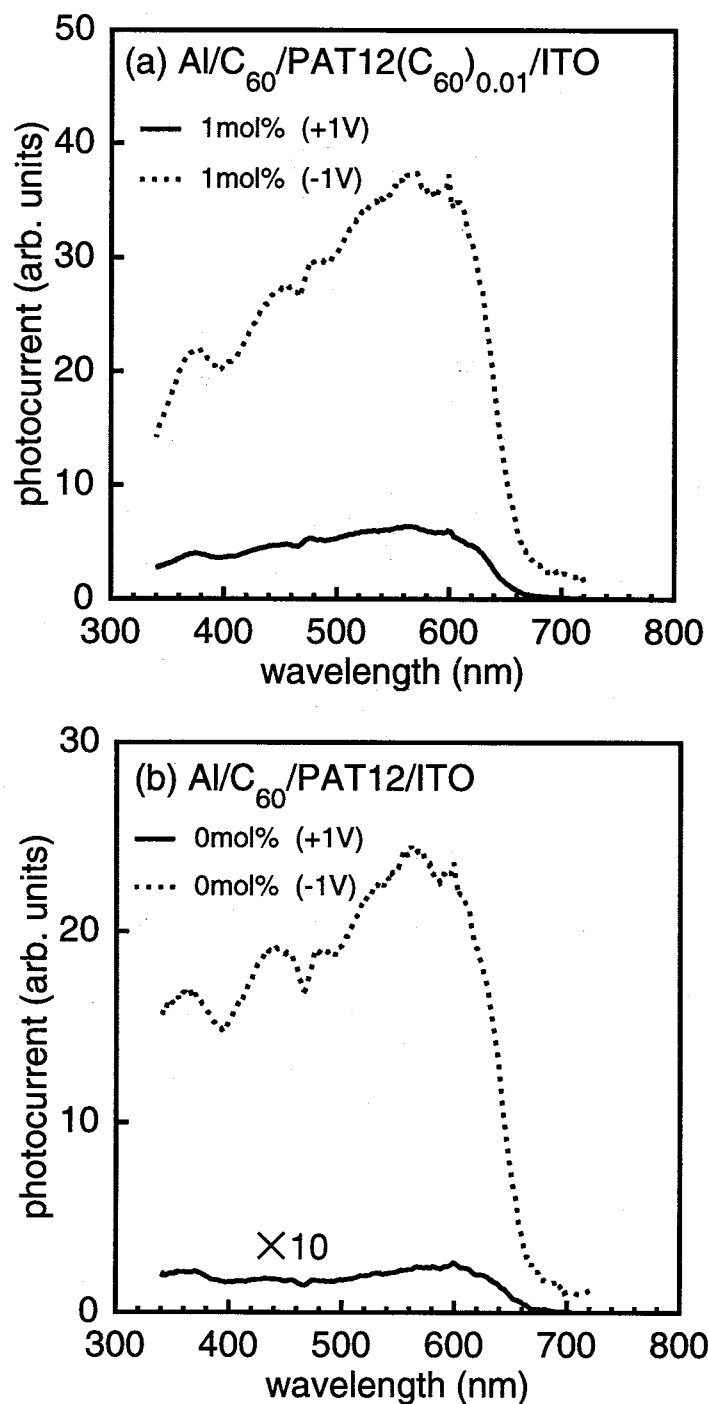 (a) Al/C60/PAT12(C60)0.01/ITO
1mol% (+1V)
1mol% (-1V)
photocurrent (arb. units)
50
40
30
20
10
0
300 400 500 600 700 800
wavelength (nm)
(b) Al/C60/PAT12/ITO
0mol% (+1V)
0mol% (-1V)
photocurrent (arb. units)
30
20
10
0
×10
300 400 500 600 700 800
wavelength (nm)